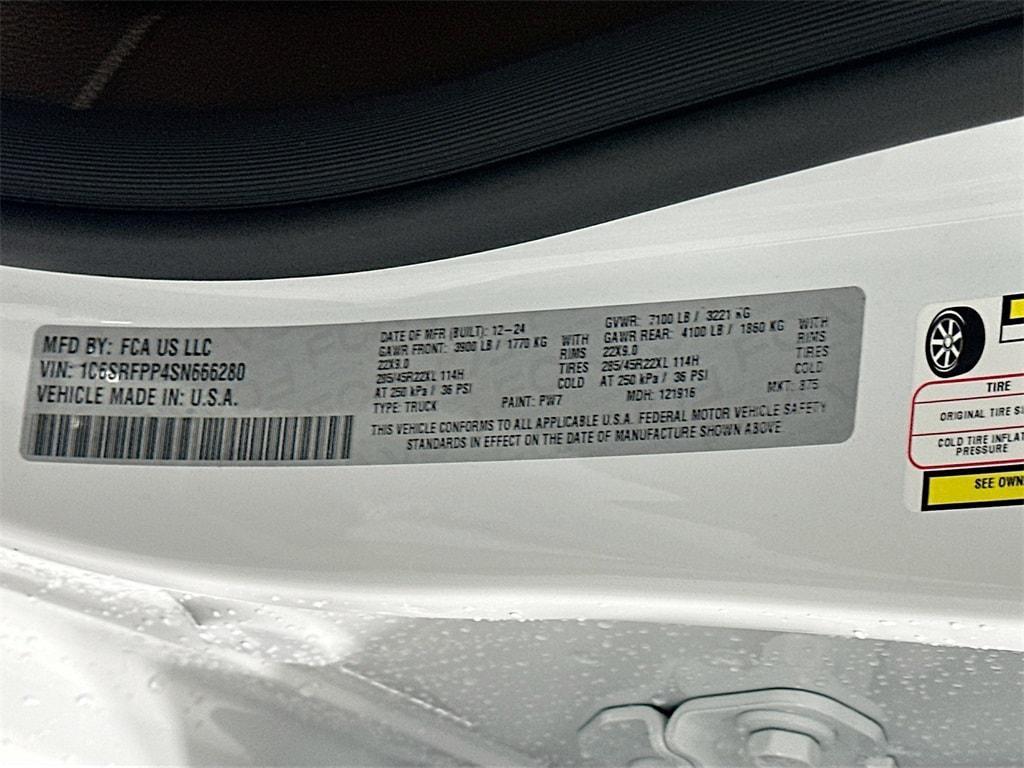 MFD BY: FCA US LLC
VIN: 1C6SRFPP4SN666280
VEHICLE MADE IN: U.S.A.
DATE OF MFR (BUILT): 12-24
GAWR FRONT: 3900 LB / 1770 KG WITH
22X9.0 RIMS
285/45R22XL 114H TIRES
AT 250 kPa / 36 PSI COLD
TYPE: TRUCK PAINT: PW7
GVWR: 7100 LB / 3221 KG
GAWR REAR: 4100 LB / 1860 KG WITH
22X9.0 RIMS
285/45R22XL 114H TIRES
AT 250 kPa / 36 PSI COLD
MDH: 121916 MKT: 875
THIS VEHICLE CONFORMS TO ALL APPLICABLE U.S.A. FEDERAL MOTOR VEHICLE SAFETY
STANDARDS IN EFFECT ON THE DATE OF MANUFACTURE SHOWN ABOVE.
TIRE
ORIGINAL TIRE
COLD TIRE
PRESSURE
SEE